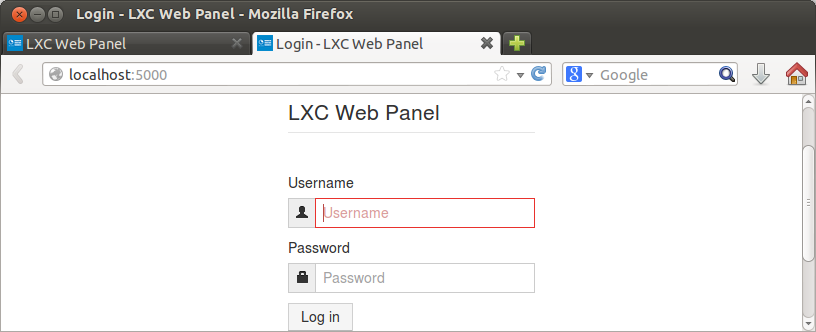 Login - LXC Web Panel - Mozilla Firefox
LXC Web Panel
Login - LXC Web Panel
localhost:5000
Google
LXC Web Panel
Username
Username
Password
Password
Log in